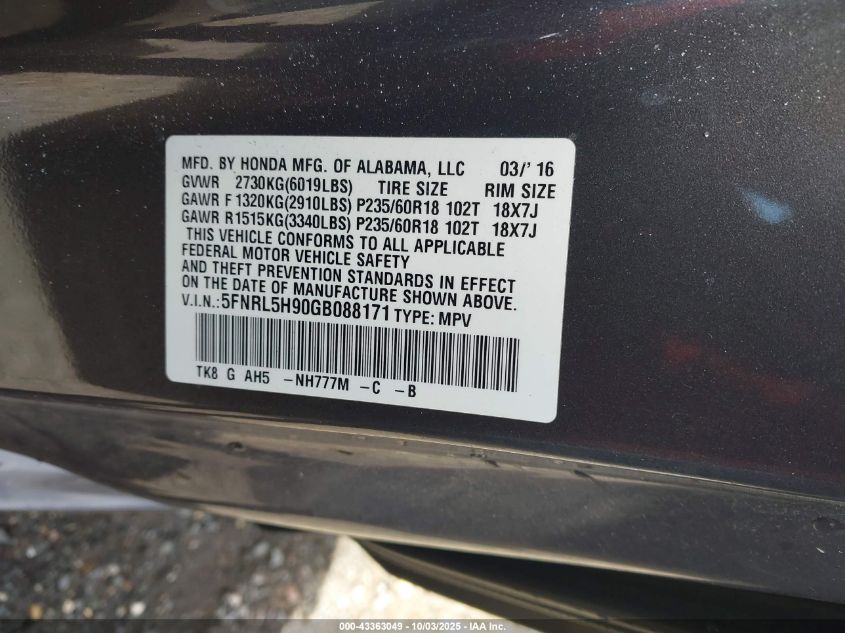 MFD. BY HONDA MFG. OF ALABAMA, LLC 03/'16
GVWR 2730KG(6019LBS) TIRE SIZE RIM SIZE
GAWR F 1320KG(2910LBS) P235/60R18 102T 18X7J
GAWR R1515KG(3340LBS) P235/60R18 102T 18X7J
THIS VEHICLE CONFORMS TO ALL APPLICABLE
FEDERAL MOTOR VEHICLE SAFETY
AND THEFT PREVENTION STANDARDS IN EFFECT
ON THE DATE OF MANUFACTURE SHOWN ABOVE.
V.I.N.:5FNRL5H90GB088171 TYPE: MPV
TK8 G AH5 -NH777M -C -B
000-43363049 - 10/03/2025 - IAA Inc.